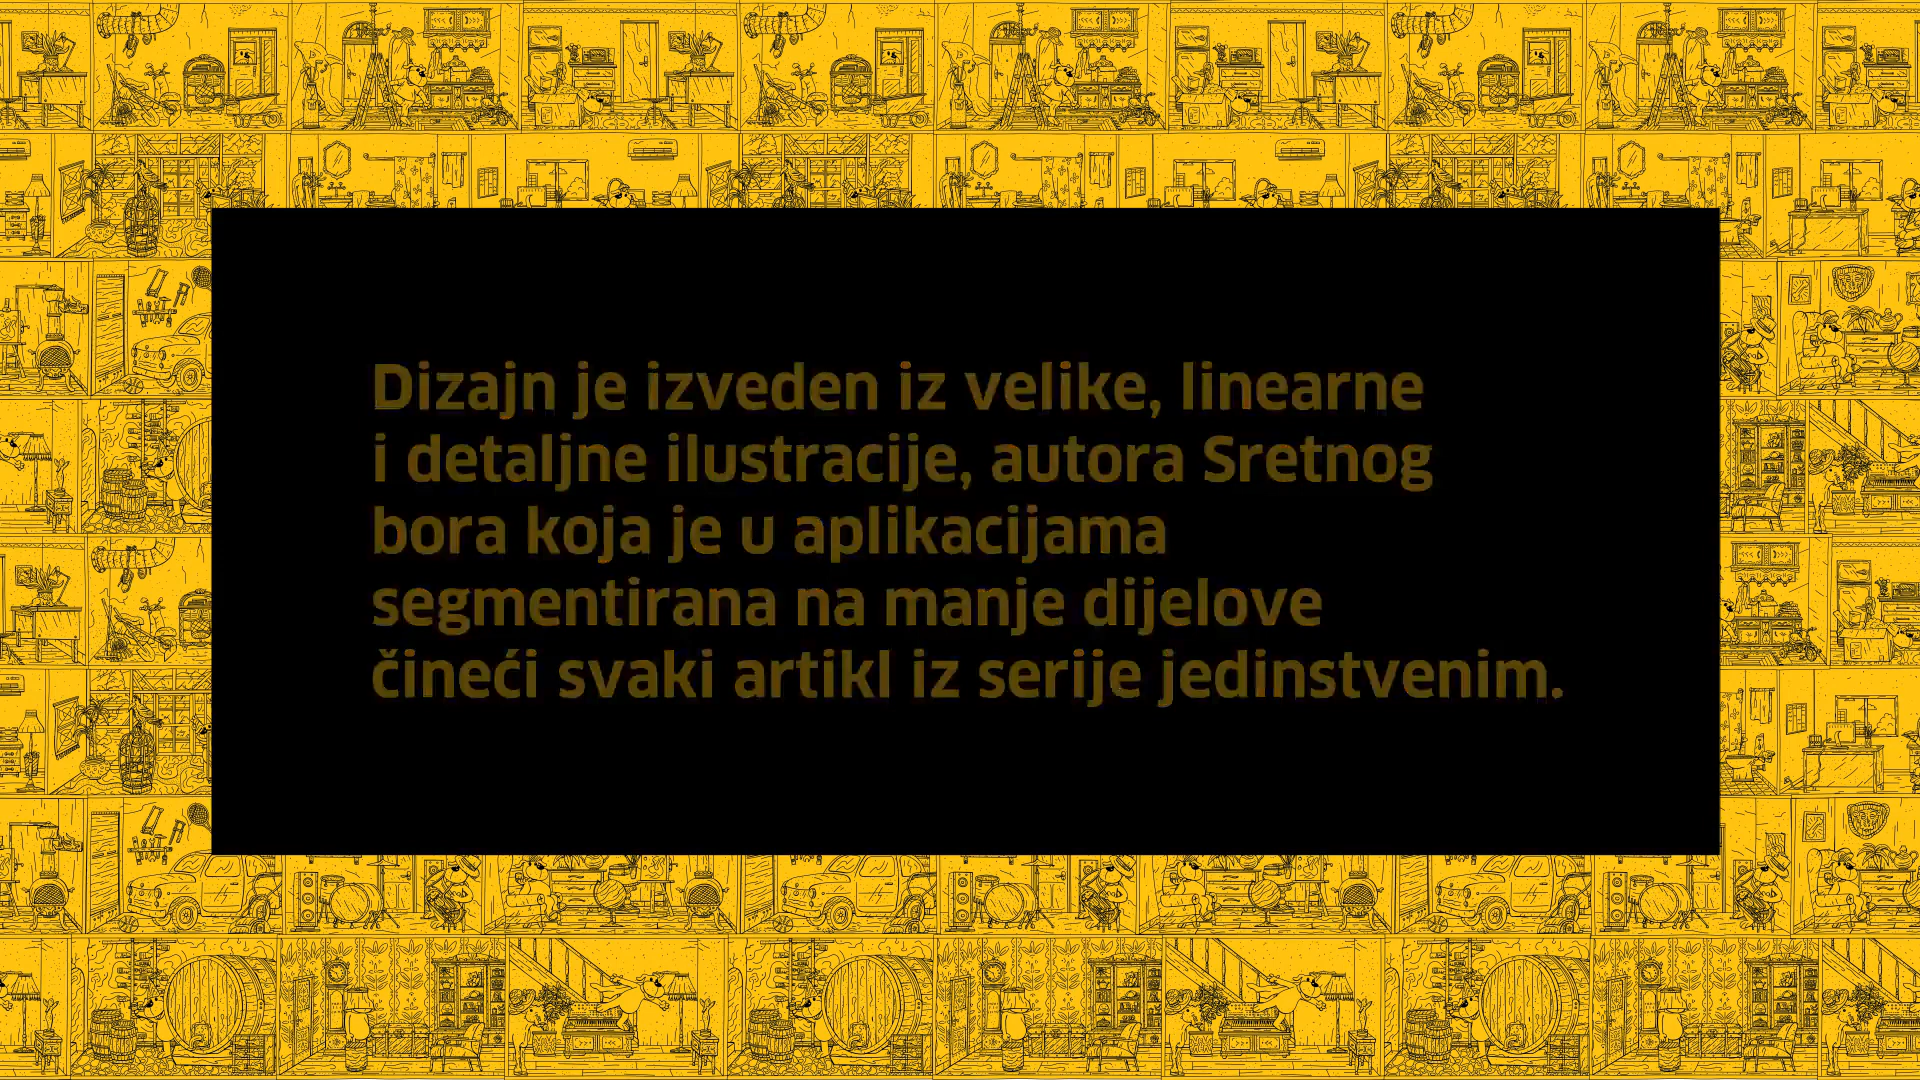 Dizajn je izveden iz velike, linearne
i detaljne ilustracije, autora Sretnog
bora koja je u aplikacijama
segmentirana na manje dijelove
čineći svaki artikl iz serije jedinstvenim.